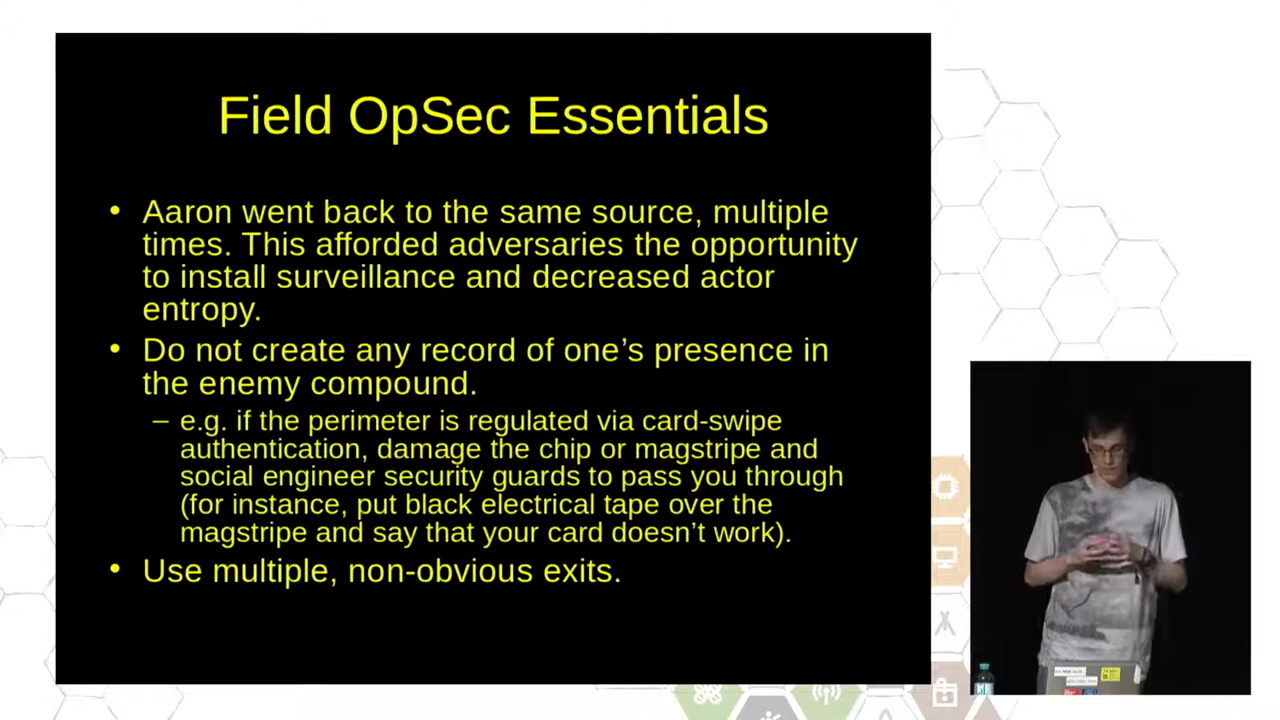 Field OpSec Essentials
• Aaron went back to the same source, multiple
times. This afforded adversaries the opportunity
to install surveillance and decreased actor
entropy.
• Do not create any record of one’s presence in
the enemy compound.
– e.g. if the perimeter is regulated via card-swipe
authentication, damage the chip or magstripe and
social engineer security guards to pass you through
(for instance, put black electrical tape over the
magstripe and say that your card doesn’t work).
• Use multiple, non-obvious exits.